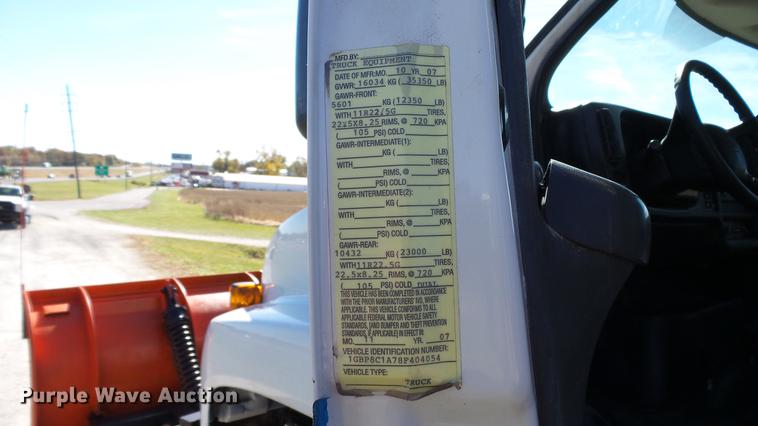 MFD BY:
TRUCK EQUIPMENT
DATE OF MFR: MO. 10 YR. 07
GVWR: 16034 KG ( 35350 LB)
GAWR-FRONT:
5601 KG ( 12350 LB)
WITH 11R22.5G TIRES,
22.5X8.25 RIMS, @ 720 KPA
( 105 PSI) COLD
GAWR-INTERMEDIATE(1):
KG ( LB)
WITH TIRES,
RIMS, @ KPA
( PSI) COLD
GAWR-INTERMEDIATE(2):
KG ( LB)
WITH TIRES,
RIMS, @ KPA,
( PSI) COLD
GAWR-REAR:
10432 KG ( 23000 LB)
WITH 11R22.5G TIRES,
22.5x8.25 RIMS, @ 720 KPA
( 105 PSI) COLD DUAL
THIS VEHICLE HAS BEEN COMPLETED IN ACCORDANCE
WITH THE PRIOR MANUFACTURERS' IVD, WHERE
APPLICABLE. THIS VEHICLE CONFORMS TO ALL
APPLICABLE FEDERAL MOTOR VEHICLE SAFETY
STANDARDS, [AND BUMPER AND THEFT PREVENTION
STANDARDS, IF APPLICABLE] IN EFFECT IN
MO. 11 YR. 07
VEHICLE IDENTIFICATION NUMBER:
1GBP8C1A78F404054
VEHICLE TYPE:
TRUCK
Purple Wave Auction